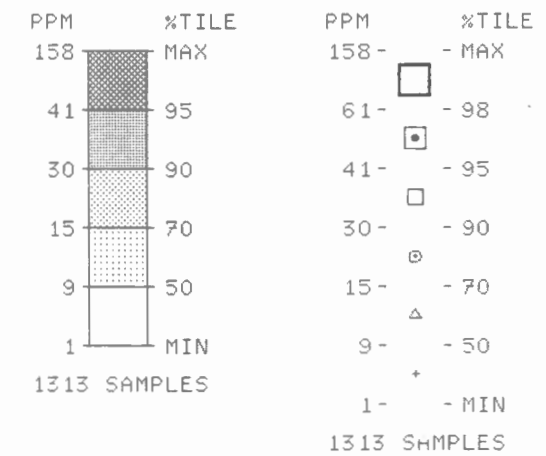 PPM %TILE
158 MAX
41 95
30 90
15 70
9 50
1 MIN
1313 SAMPLES
PPM %TILE
158- - MAX
61- - 98
41- - 95
30- - 90
15- - 70
9- - 50
1- - MIN
1313 SAMPLES